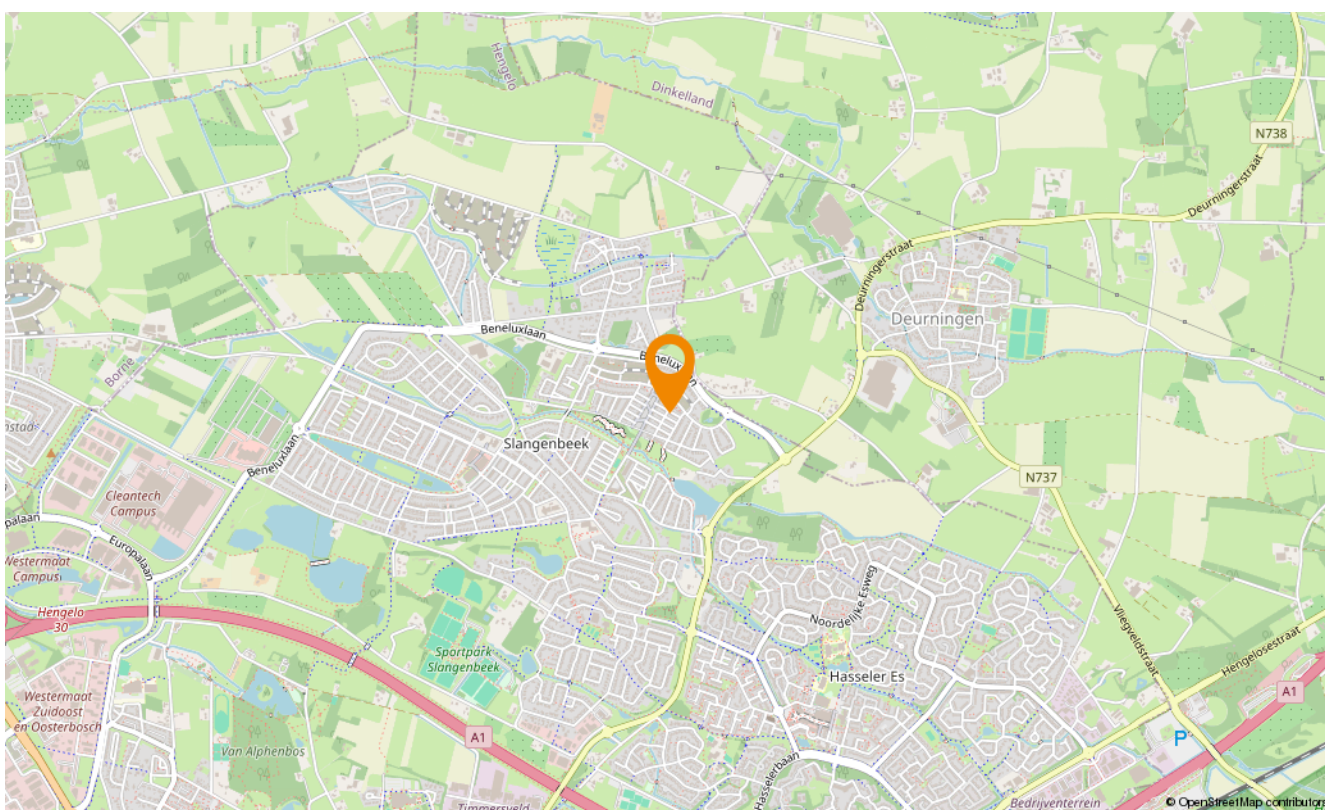 Hengelo
Dinkelland
N738
Deurningerstraat
Deurningerstraat
Deurningerstraat
Deurningen
Beneluxlaan
Borne
Slangenbeek
Beneluxlaan
N737
Cleantech
Campus
Europalaan
Westermaat
Campus
Hengelo
30
Noordelijke Esweg
Vliegveldstraat
Hengelosestraat
Sportpark
Slangenbeek
Hasseler Es
A1
Westermaat
Zuidoost
en Oosterbosch
A1
P
Van Alphenbos
Hasselerbaan
Timmersveld
Bedrijventerrein
© OpenStreetMap contributors